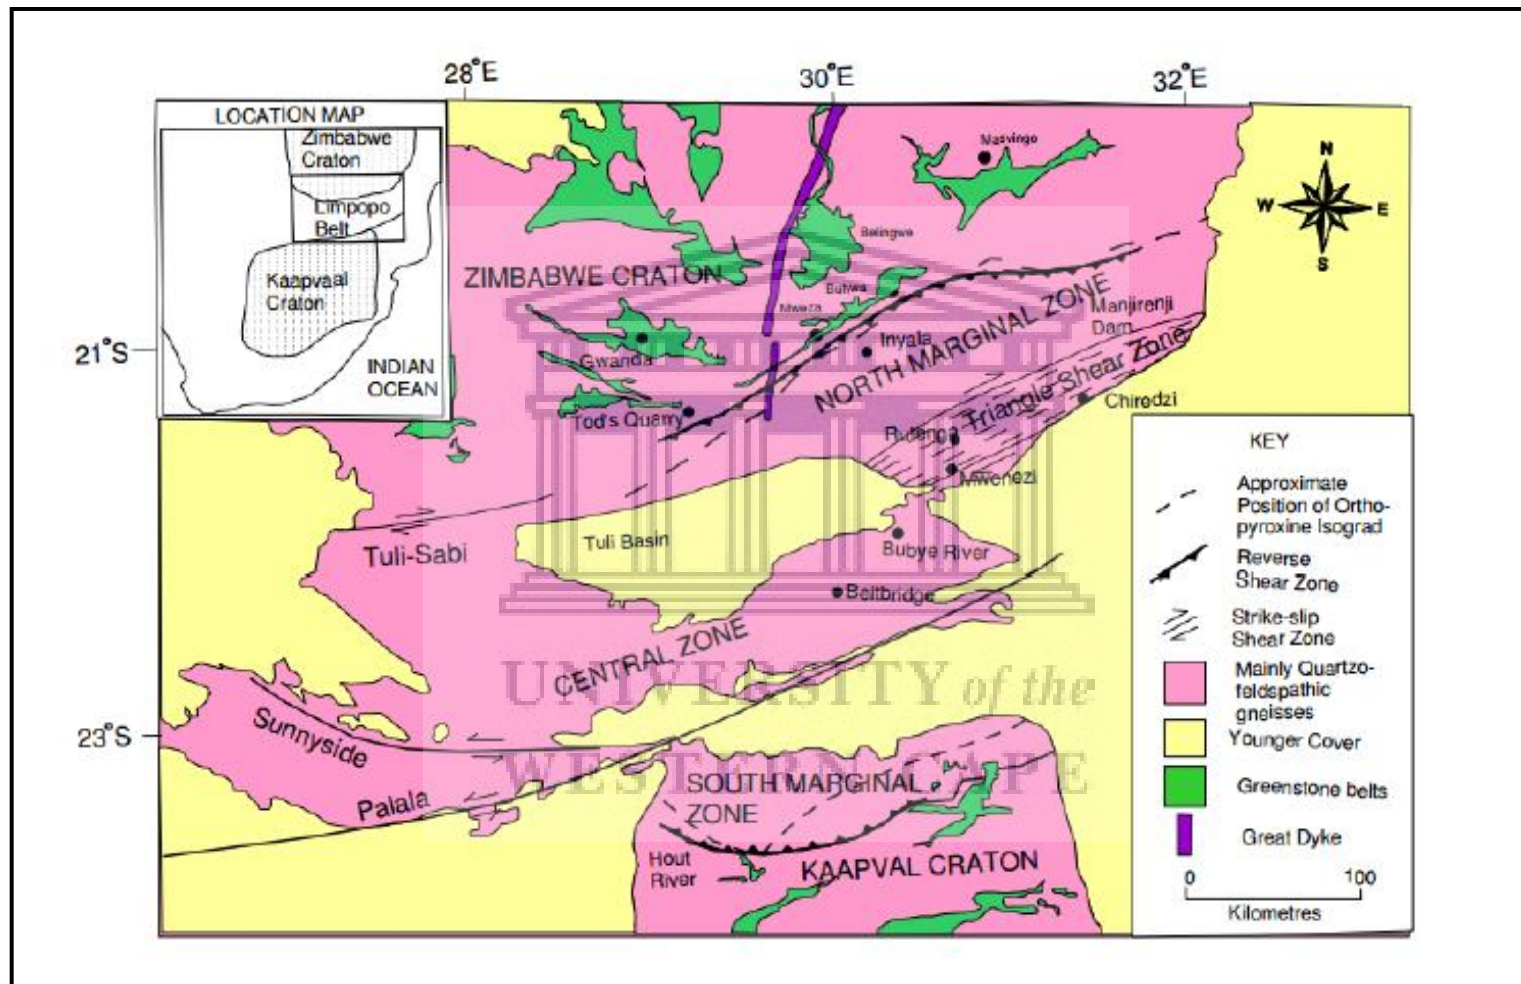 28°E
30°E
32°E
LOCATION MAP
Zimbabwe
Craton
Limpopo
Belt
Kaapvaal
Craton
INDIAN
OCEAN
21°S
23°S
Masvingo
N
W
E
S
Belingwe
ZIMBABWE CRATON
Buhwa
Mweza
Manjirenji
Dam
Inyala
NORTH MARGINAL ZONE
Gwanda
Triangle Shear Zone
Chiredzi
Tod's Quarry
Rutenga
Mwenezi
Tuli-Sabi
Tuli Basin
Bubye River
Beitbridge
CENTRAL ZONE
UNIVERSITY of the
WESTERN CAPE
Sunnyside
Palala
SOUTH MARGINAL
ZONE
Hout
River
KAAPVAL CRATON
KEY
Approximate
Position of Ortho-
pyroxine Isograd
Reverse
Shear Zone
Strike-slip
Shear Zone
Mainly Quartzo-
feldspathic
gneisses
Younger Cover
Greenstone belts
Great Dyke
0
100
Kilometres